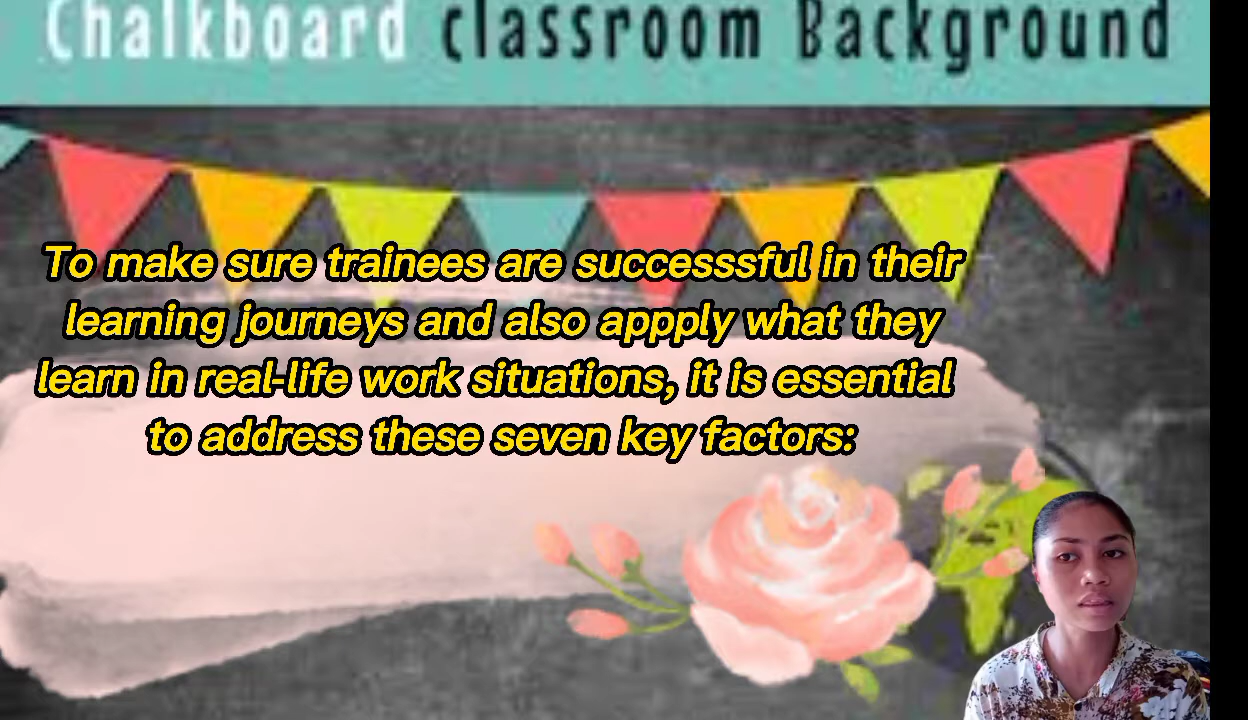 Chalkboard classroom Background
To make sure trainees are successsful in their
learning journeys and also appply what they
learn in real-life work situations, it is essential
to address these seven key factors: